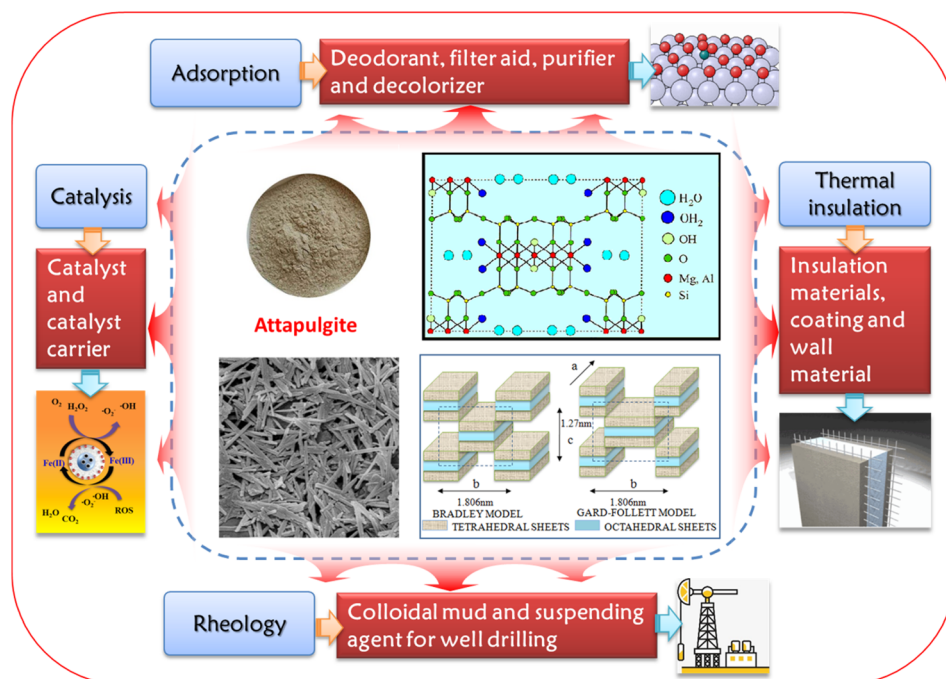 Adsorption
Deodorant, filter aid, purifier
and decolorizer
Catalysis
Catalyst
and
catalyst
carrier
O₂ H₂O₂ ·O₂⁻ ·OH
Fe(II) Fe(III)
·O₂⁻ ·OH
H₂O CO₂ ROS
Attapulgite
H₂O
OH₂
OH
O
Mg, Al
Si
a
1.27nm
c
b b
1.806nm 1.806nm
BRADLEY MODEL GARD-FOLLETT MODEL
TETRAHEDRAL SHEETS OCTAHEDRAL SHEETS
Thermal
insulation
Insulation
materials,
coating and
wall
material
Rheology
Colloidal mud and suspending
agent for well drilling